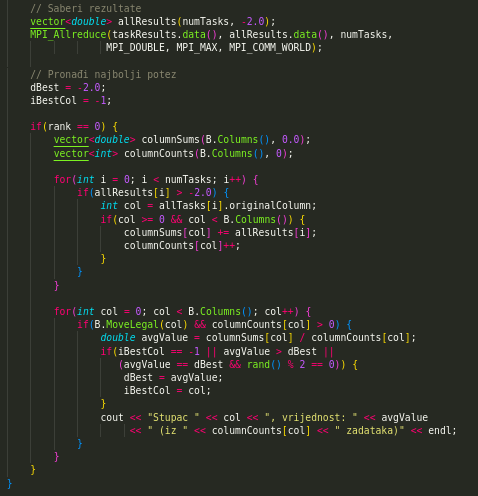 // Saberi rezultate
vector<double> allResults(numTasks, -2.0);
MPI_Allreduce(taskResults.data(), allResults.data(), numTasks,
MPI_DOUBLE, MPI_MAX, MPI_COMM_WORLD);
// Pronađi najbolji potez
dBest = -2.0;
iBestCol = -1;
if(rank == 0) {
vector<double> columnSums(B.Columns(), 0.0);
vector<int> columnCounts(B.Columns(), 0);
for(int i = 0; i < numTasks; i++) {
if(allResults[i] > -2.0) {
int col = allTasks[i].originalColumn;
if(col >= 0 && col < B.Columns()) {
columnSums[col] += allResults[i];
columnCounts[col]++;
}
}
}
for(int col = 0; col < B.Columns(); col++) {
if(B.MoveLegal(col) && columnCounts[col] > 0) {
double avgValue = columnSums[col] / columnCounts[col];
if(iBestCol == -1 || avgValue > dBest ||
(avgValue == dBest && rand() % 2 == 0)) {
dBest = avgValue;
iBestCol = col;
}
cout << "Stupac " << col << ", vrijednost: " << avgValue
<< " (iz " << columnCounts[col] << " zadataka)" << endl;
}
}
}
}